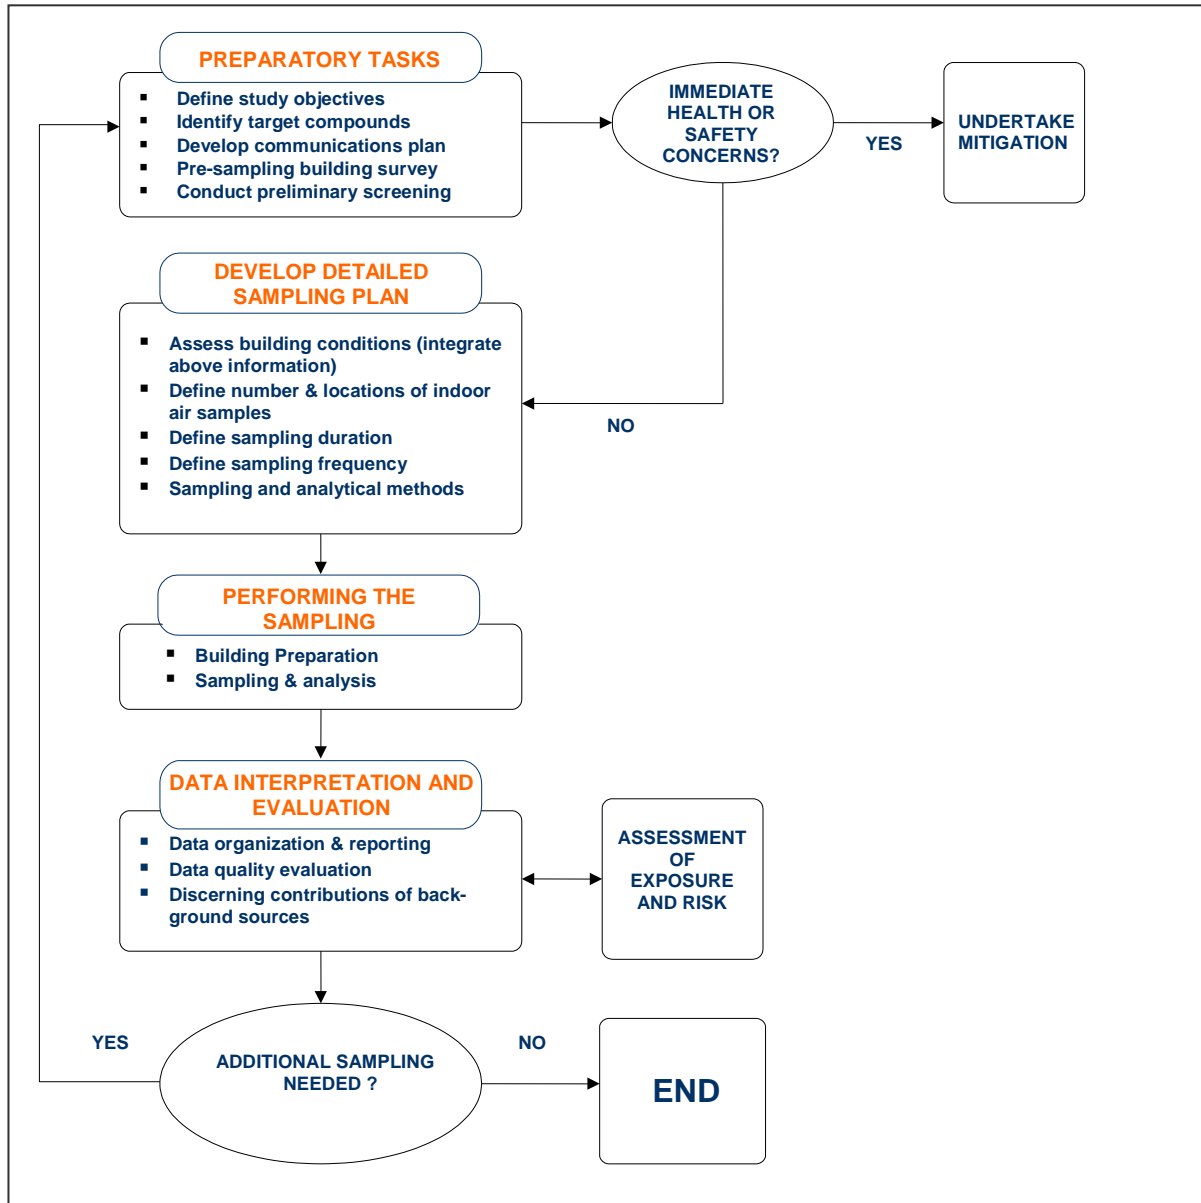 PREPARATORY TASKS
Define study objectives
Identify target compounds
Develop communications plan
Pre-sampling building survey
Conduct preliminary screening
IMMEDIATE
HEALTH OR
SAFETY
CONCERNS?
YES
UNDERTAKE
MITIGATION
DEVELOP DETAILED
SAMPLING PLAN
Assess building conditions (integrate
above information)
Define number & locations of indoor
air samples
Define sampling duration
Define sampling frequency
Sampling and analytical methods
NO
PERFORMING THE
SAMPLING
Building Preparation
Sampling & analysis
DATA INTERPRETATION AND
EVALUATION
Data organization & reporting
Data quality evaluation
Discerning contributions of back-
ground sources
ASSESSMENT
OF
EXPOSURE
AND RISK
YES
ADDITIONAL SAMPLING
NEEDED ?
NO
END